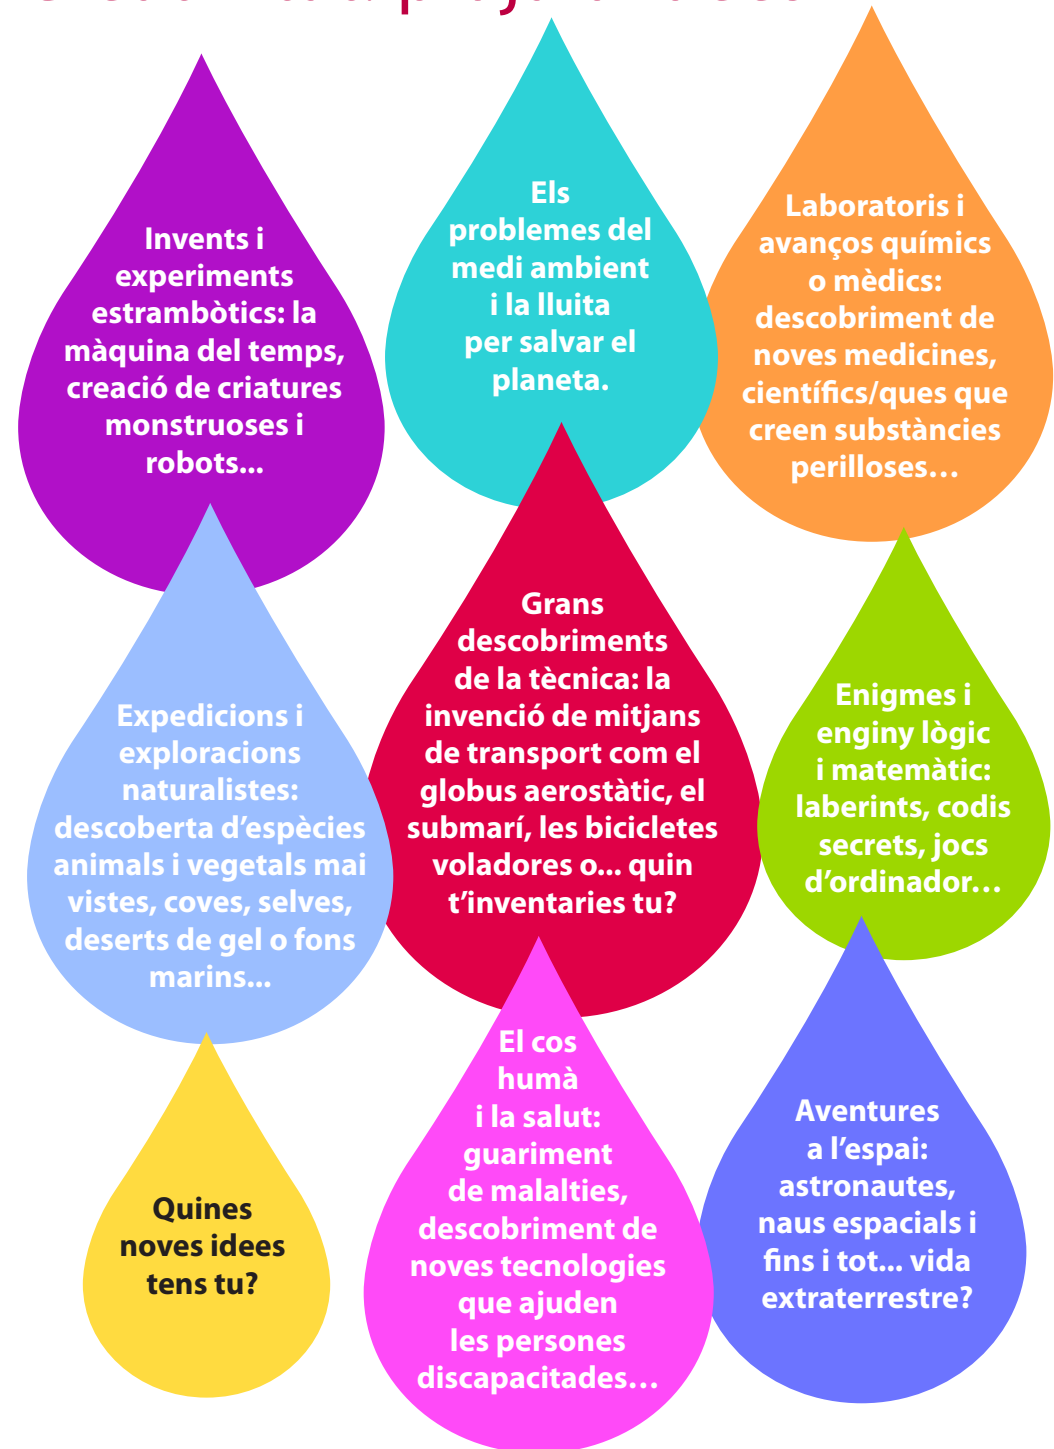 Invents i
experiments
estrambòtics: la
màquina del temps,
creació de criatures
monstruoses i
robots...
Els
problemes del
medi ambient
i la lluita
per salvar el
planeta.
Laboratoris i
avanços químics
o mèdics:
descobriment de
noves medicines,
científics/ques que
creen substàncies
perilloses…
Expedicions i
exploracions
naturalistes:
descoberta d’espècies
animals i vegetals mai
vistes, coves, selves,
deserts de gel o fons
marins...
Grans
descobriments
de la tècnica: la
invenció de mitjans
de transport com el
globus aerostàtic, el
submarí, les bicicletes
voladores o... quin
t’inventaries tu?
Enigmes i
enginy lògic
i matemàtic:
laberints, codis
secrets, jocs
d’ordinador…
Quines
noves idees
tens tu?
El cos
humà
i la salut:
guariment
de malalties,
descobriment de
noves tecnologies
que ajuden
les persones
discapacitades…
Aventures
a l’espai:
astronautes,
naus espacials i
fins i tot... vida
extraterrestre?